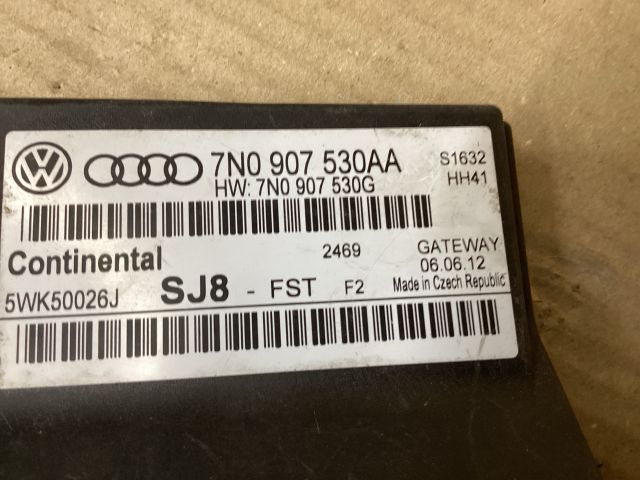 7N0 907 530AA
HW: 7N0 907 530G
S1632
HH41
Continental
2469
GATEWAY
06.06.12
5WK50026J SJ8 - FST F2 Made in Czech Republic